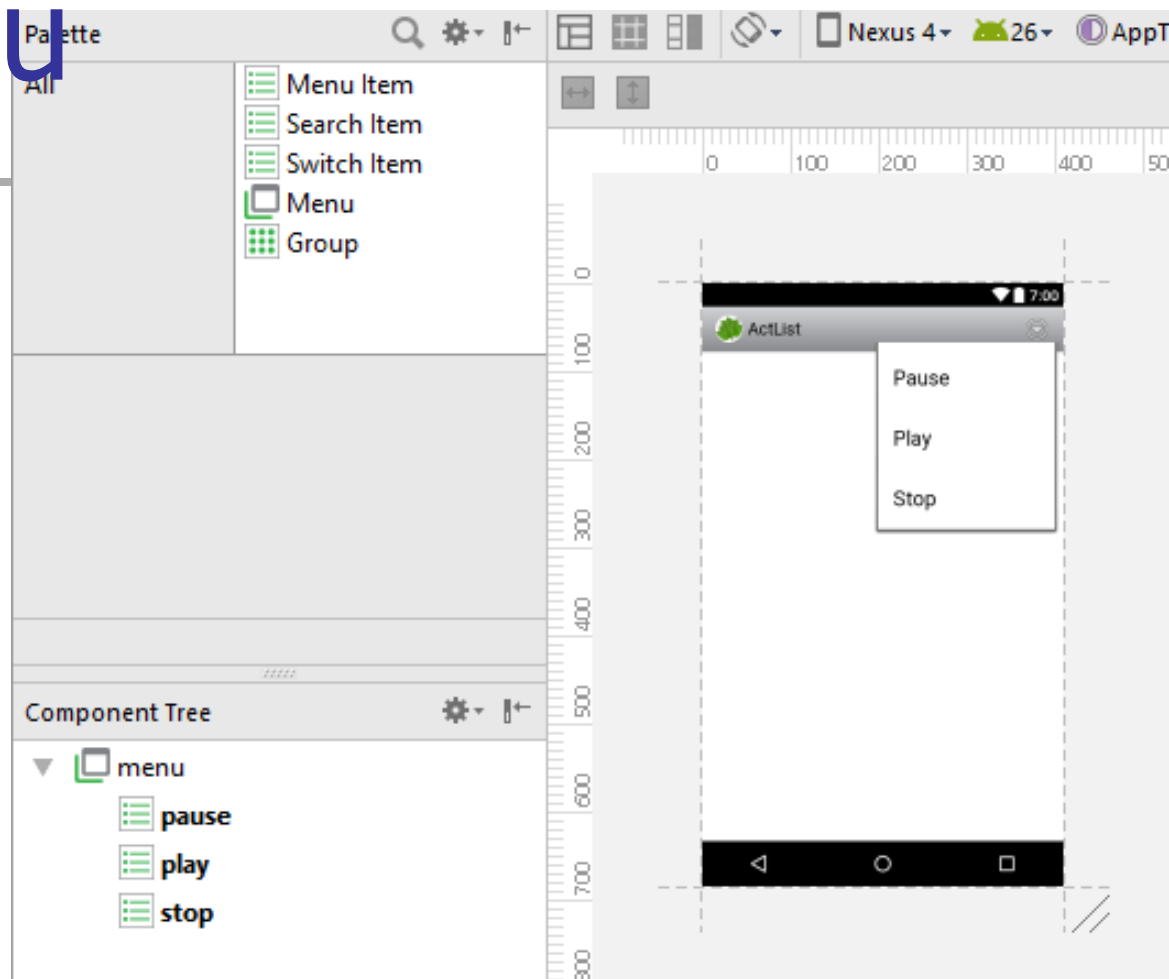 u
Palette
Nexus 4
26
AppT
All
Menu Item
Search Item
Switch Item
Menu
Group
0 100 200 300 400 50
0
100
200
300
400
500
600
700
800
7:00
ActList
Pause
Play
Stop
Component Tree
menu
pause
play
stop